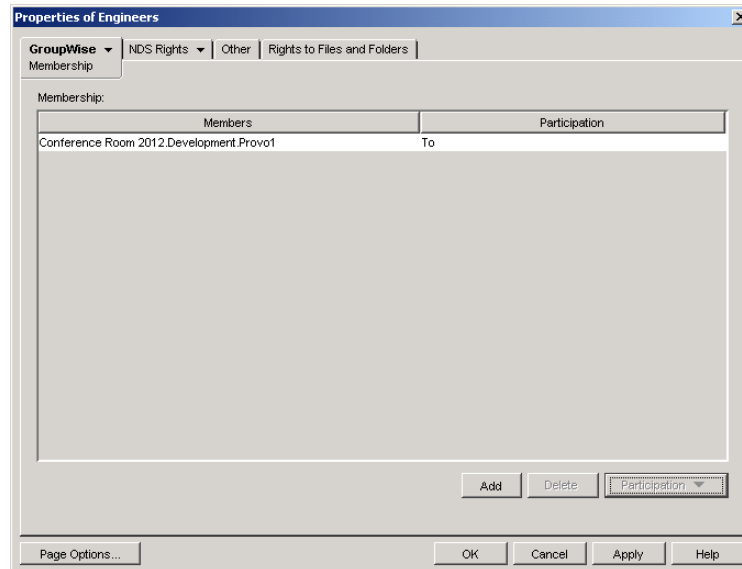 Properties of Engineers
GroupWise NDS Rights Other Rights to Files and Folders
Membership
Membership:
Members Participation
Conference Room 2012.Development.Provo1 To
Add Delete Participation
Page Options... OK Cancel Apply Help